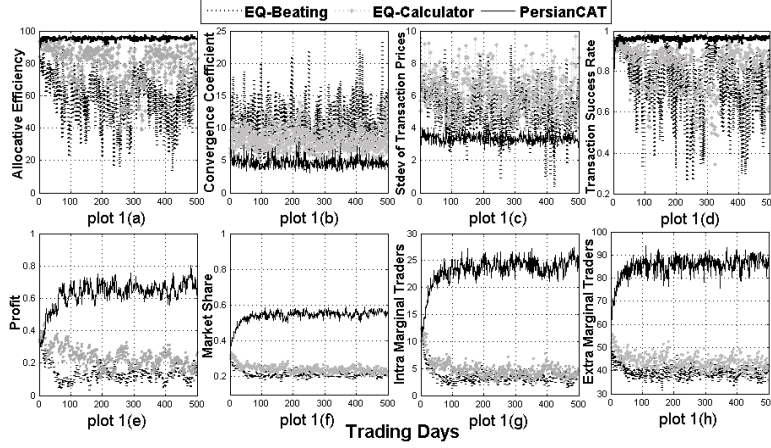 EQ-Beating EQ-Calculator PersianCAT
Allocative Efficiency
100
80
60
40
20
0
0 100 200 300 400 500
plot 1(a)
Convergence Coefficient
25
20
15
10
5
0
0 100 200 300 400 500
plot 1(b)
Stdev of Transaction Prices
10
8
6
4
2
0
0 100 200 300 400 500
plot 1(c)
Transaction Success Rate
1
0.8
0.6
0.4
0.2
0 100 200 300 400 50
plot 1(d)
Profit
1
0.8
0.6
0.4
0.2
0
0 100 200 300 400 500
plot 1(e)
Market Share
1
0.8
0.6
0.4
0.2
0 100 200 300 400 500
plot 1(f)
Intra Marginal Traders
30
25
20
15
10
5
0
0 100 200 300 400 500
plot 1(g)
Extra Marginal Traders
100
90
80
70
60
50
40
30
0 100 200 300 400 50
plot 1(h)
Trading Days